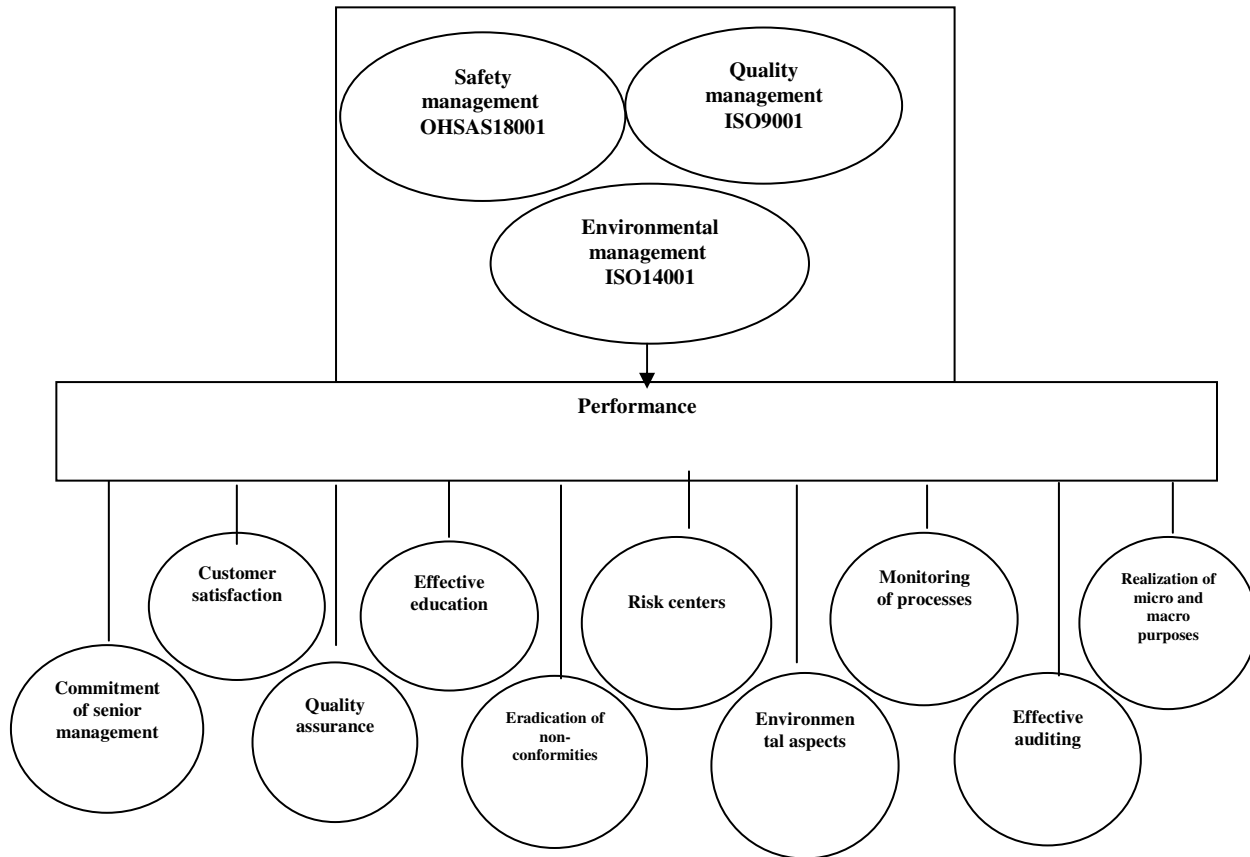 Safety
management
OHSAS18001
Quality
management
ISO9001
Environmental
management
ISO14001
Performance
Commitment
of senior
management
Customer
satisfaction
Quality
assurance
Effective
education
Eradication of
non-
conformities
Risk centers
Environmen
tal aspects
Monitoring
of processes
Effective
auditing
Realization of
micro and
macro
purposes